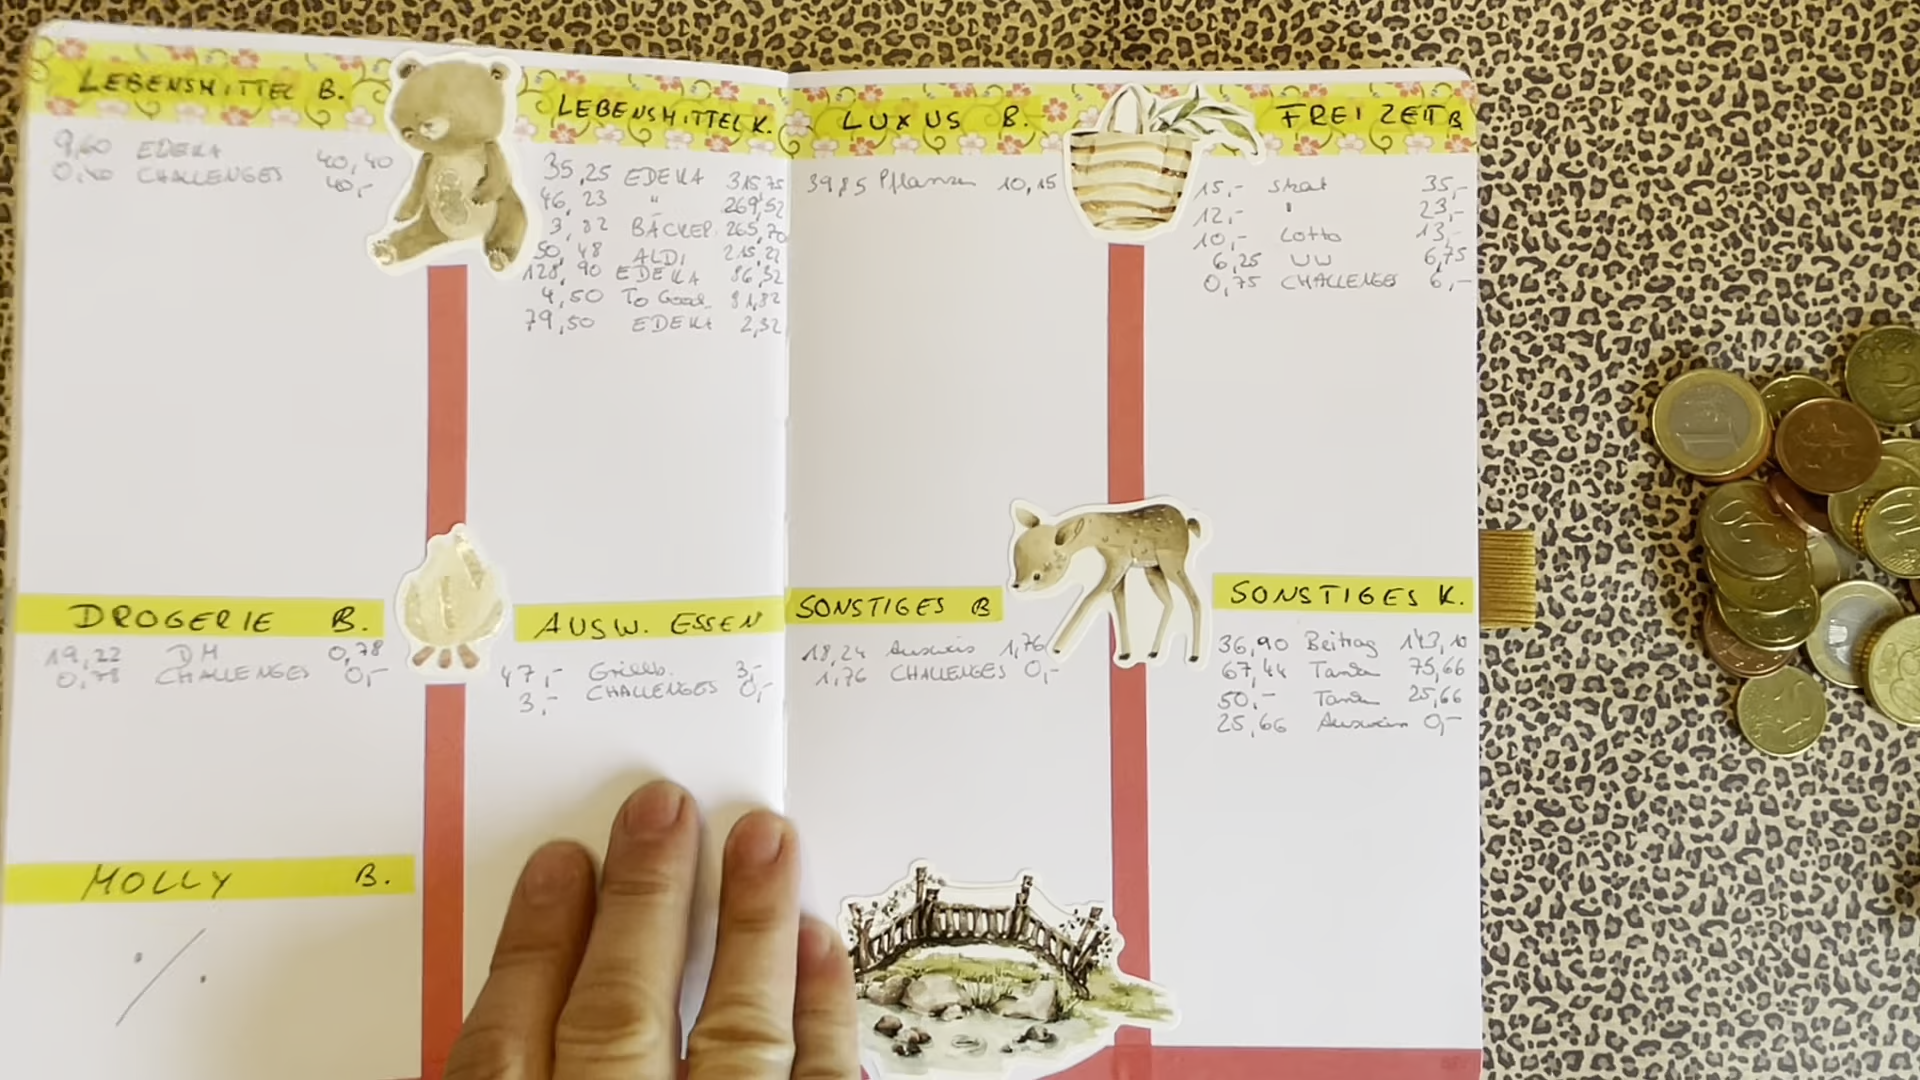 LEBENSMITTEL B.
9,60 EDEKA 40,40
0,40 CHALLENGES 40,-
LEBENSMITTEL K.
35,25 EDEKA 315,75
46,23 " 269,52
3,82 BÄCKER 265,70
50,48 ALDI 215,22
128,90 EDEKA 86,32
4,50 To Good 81,82
79,50 EDEKA 2,32
LUXUS B.
39,85 Pflanzen 10,15
FREIZEIT B
15,- Skat 35,-
12,- " 23,-
10,- Lotto 13,-
6,25 6,75
0,75 CHALLENGES 6,-
DROGERIE B.
19,22 DM 0,78
0,78 CHALLENGES 0,-
AUSW. ESSEN
47,- Grillb. 3,-
3,- CHALLENGES 0,-
SONSTIGES B
18,24 Ausweis 1,76
1,76 CHALLENGES 0,-
SONSTIGES K.
36,90 Beitrag 143,10
67,44 Tanken 75,66
50,- Tanken 25,66
25,66 Ausweis 0,-
MOLLY B.